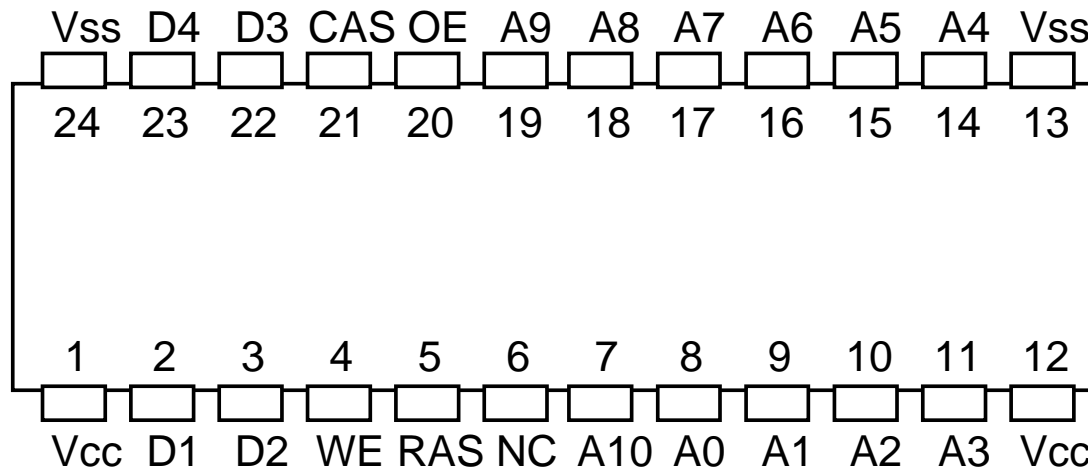 Vss D4 D3 CAS OE A9 A8 A7 A6 A5 A4 Vss
24 23 22 21 20 19 18 17 16 15 14 13
1 2 3 4 5 6 7 8 9 10 11 12
Vcc D1 D2 WE RAS NC A10 A0 A1 A2 A3 Vcc